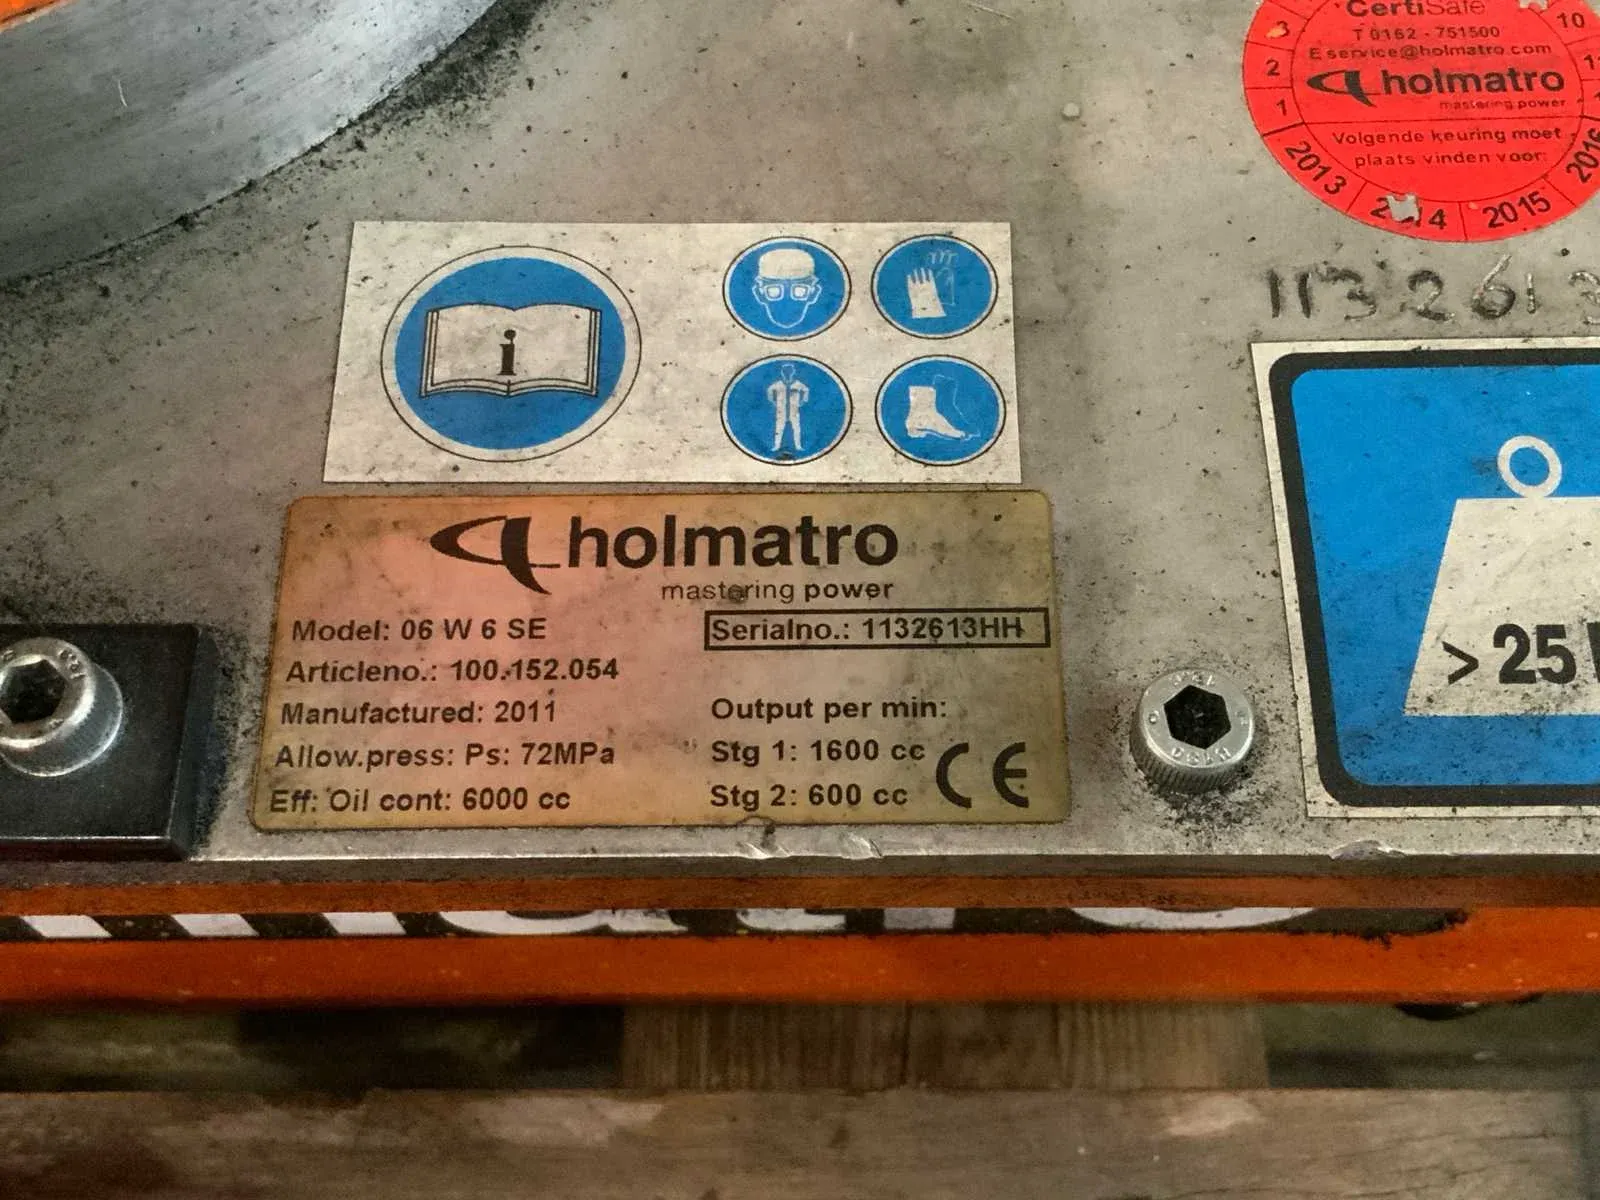 CertiSafe
T 0162 - 751500
E service@holmatro.com
holmatro
mastering power
Volgende keuring moet
plaats vinden voor:
3
2
1
10
2013
2015
2016
1132613
i
holmatro
mastering power
Model: 06 W 6 SE
Serialno.: 1132613HH
Articleno.: 100.152.054
Manufactured: 2011
Output per min:
Allow.press: Ps: 72MPa
Stg 1: 1600 cc
Eff: Oil cont: 6000 cc
Stg 2: 600 cc
CE
> 25